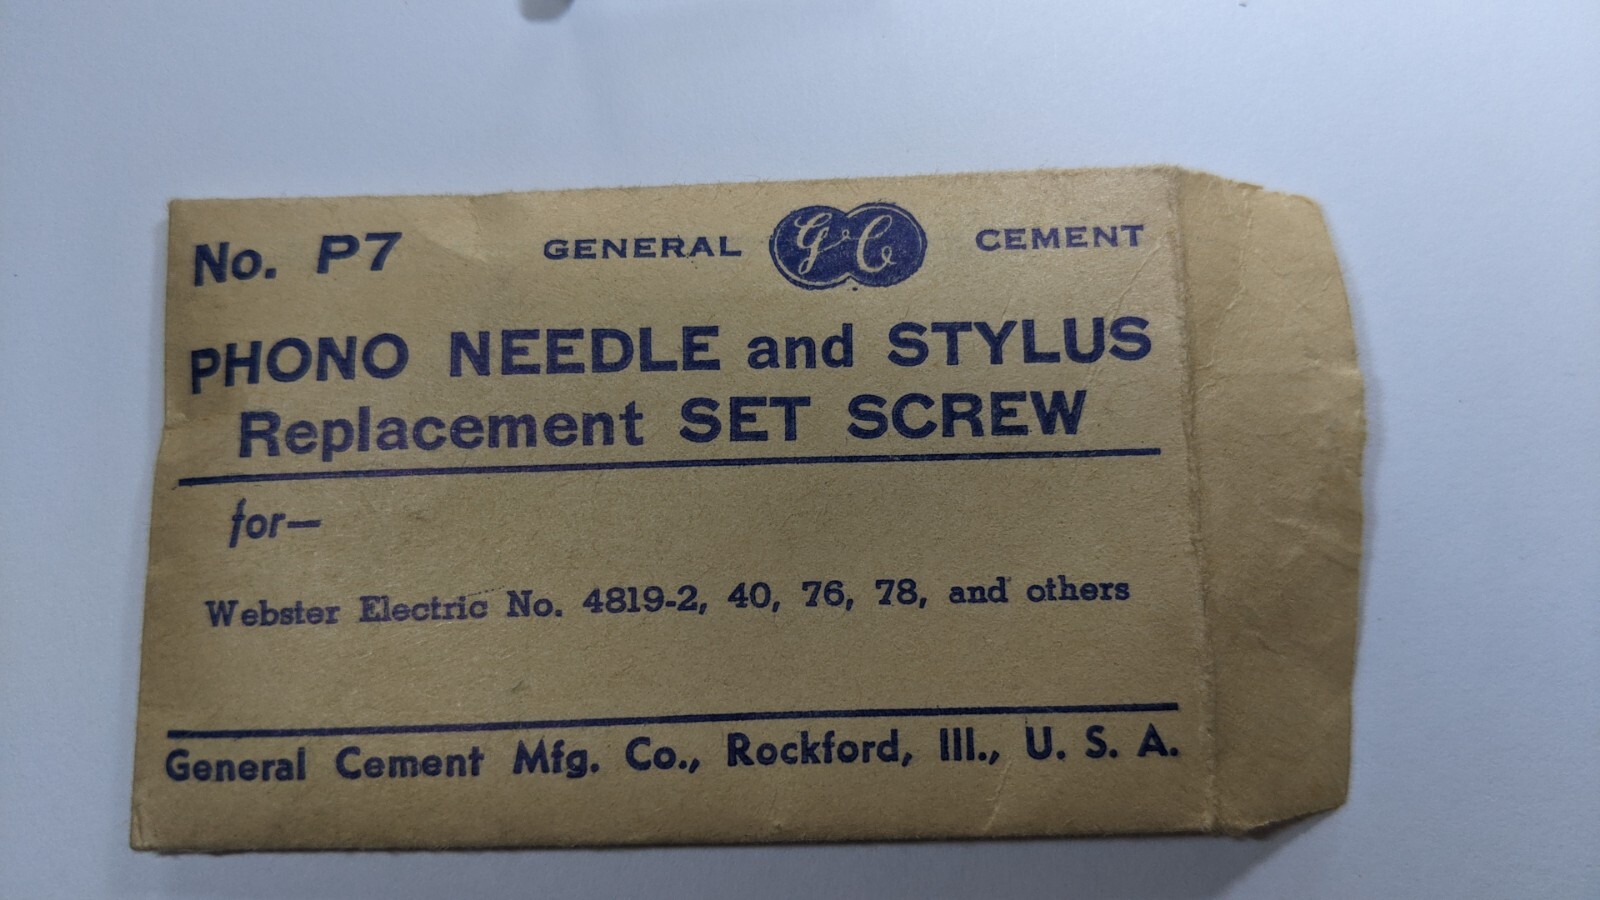 No. P7 GENERAL GC CEMENT
PHONO NEEDLE and STYLUS
Replacement SET SCREW
for—
Webster Electric No. 4819-2, 40, 76, 78, and others
General Cement Mfg. Co., Rockford, Ill., U. S. A.